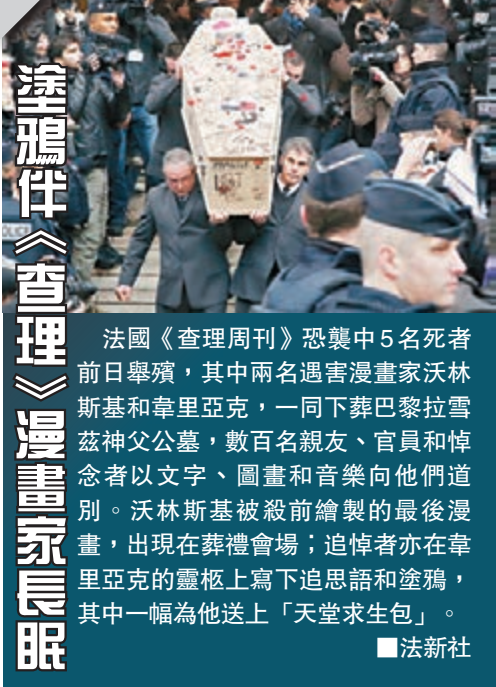 塗鴉伴《查理》漫畫家長眠
法國《查理周刊》恐襲中5名死者
前日舉殯，其中兩名遇害漫畫家沃林
斯基和韋里亞克，一同下葬巴黎拉雪
茲神父公墓，數百名親友、官員和悼
念者以文字、圖畫和音樂向他們道
別。沃林斯基被殺前繪製的最後漫
畫，出現在葬禮會場；追悼者亦在韋
里亞克的靈柩上寫下追思語和塗鴉，
其中一幅為他送上「天堂求生包」。
■法新社